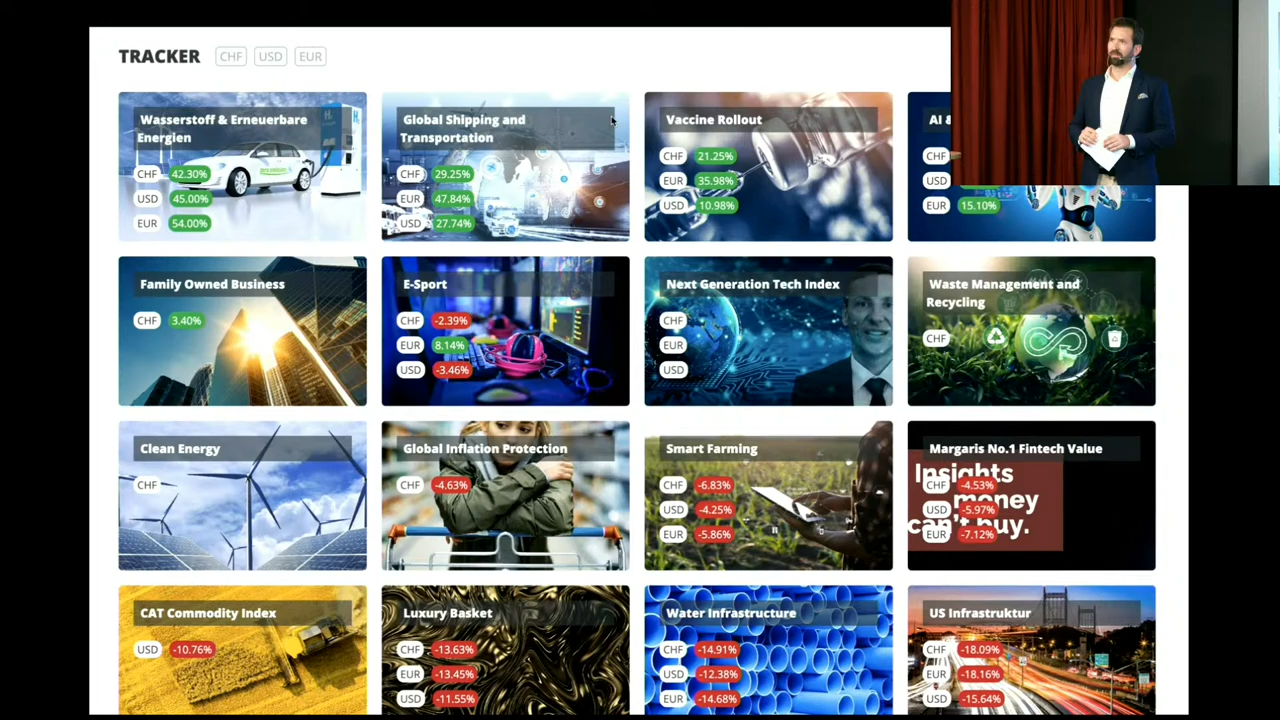 TRACKER CHF USD EUR
Wasserstoff & Erneuerbare
Energien
CHF 42.30%
USD 45.00%
EUR 54.00%
Global Shipping and
Transportation
CHF 29.25%
EUR 47.84%
USD 27.74%
Vaccine Rollout
CHF 21.25%
EUR 35.98%
USD 10.98%
AI &
CHF
USD
EUR 15.10%
Family Owned Business
CHF 3.40%
E-Sport
CHF -2.39%
EUR 8.14%
USD -3.46%
Next Generation Tech Index
CHF
EUR
USD
Waste Management and
Recycling
CHF
Clean Energy
CHF
Global Inflation Protection
CHF -4.63%
Smart Farming
CHF -6.83%
USD -4.25%
EUR -5.86%
Margaris No.1 Fintech Value
Insights
money
can't buy.
CHF -4.53%
USD -5.97%
EUR -7.12%
CAT Commodity Index
USD -10.76%
Luxury Basket
CHF -13.63%
EUR -13.45%
USD -11.55%
Water Infrastructure
CHF -14.91%
USD -12.38%
EUR -14.68%
US Infrastruktur
CHF -18.09%
EUR -18.16%
USD -15.64%